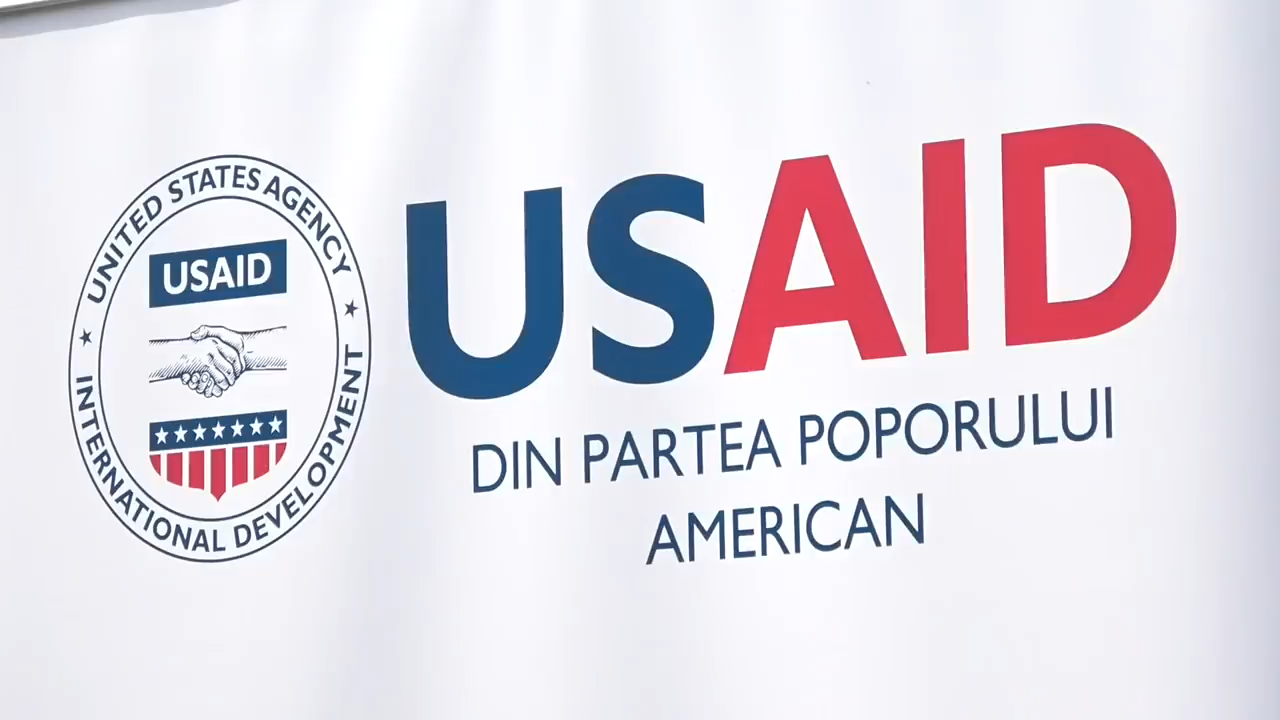 UNITED STATES AGENCY
USAID
INTERNATIONAL DEVELOPMENT
USAID
DIN PARTEA POPORULUI
AMERICAN